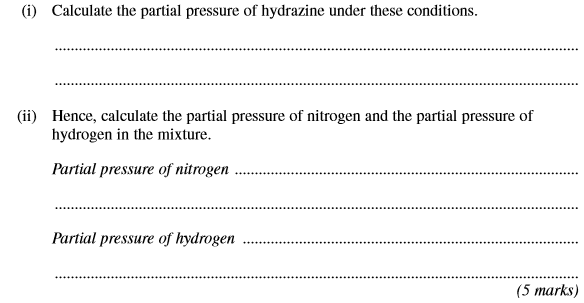 (i) Calculate the partial pressure of hydrazine under these conditions.
(ii) Hence, calculate the partial pressure of nitrogen and the partial pressure of
hydrogen in the mixture.
Partial pressure of nitrogen
Partial pressure of hydrogen
(5 marks)